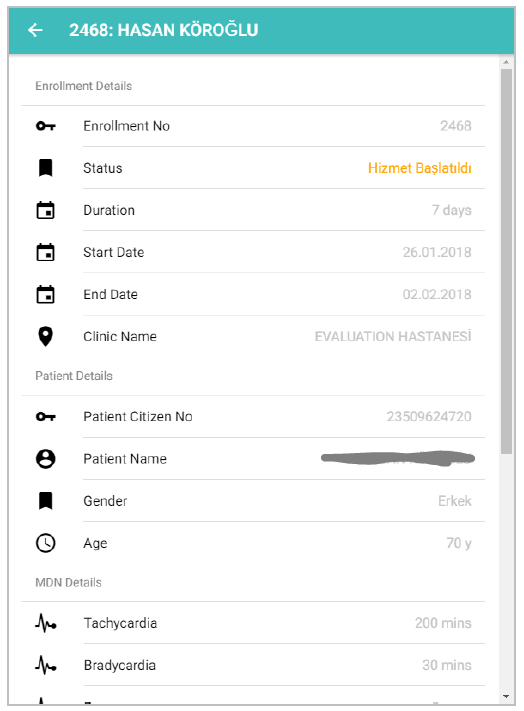 2468: HASAN KÖROĞLU
Enrollment Details
Enrollment No 2468
Status Hizmet Başlatıldı
Duration 7 days
Start Date 26.01.2018
End Date 02.02.2018
Clinic Name EVALUATION HASTANESİ
Patient Details
Patient Citizen No 23509624720
Patient Name
Gender Erkek
Age 70 y
MDN Details
Tachycardia 200 mins
Bradycardia 30 mins